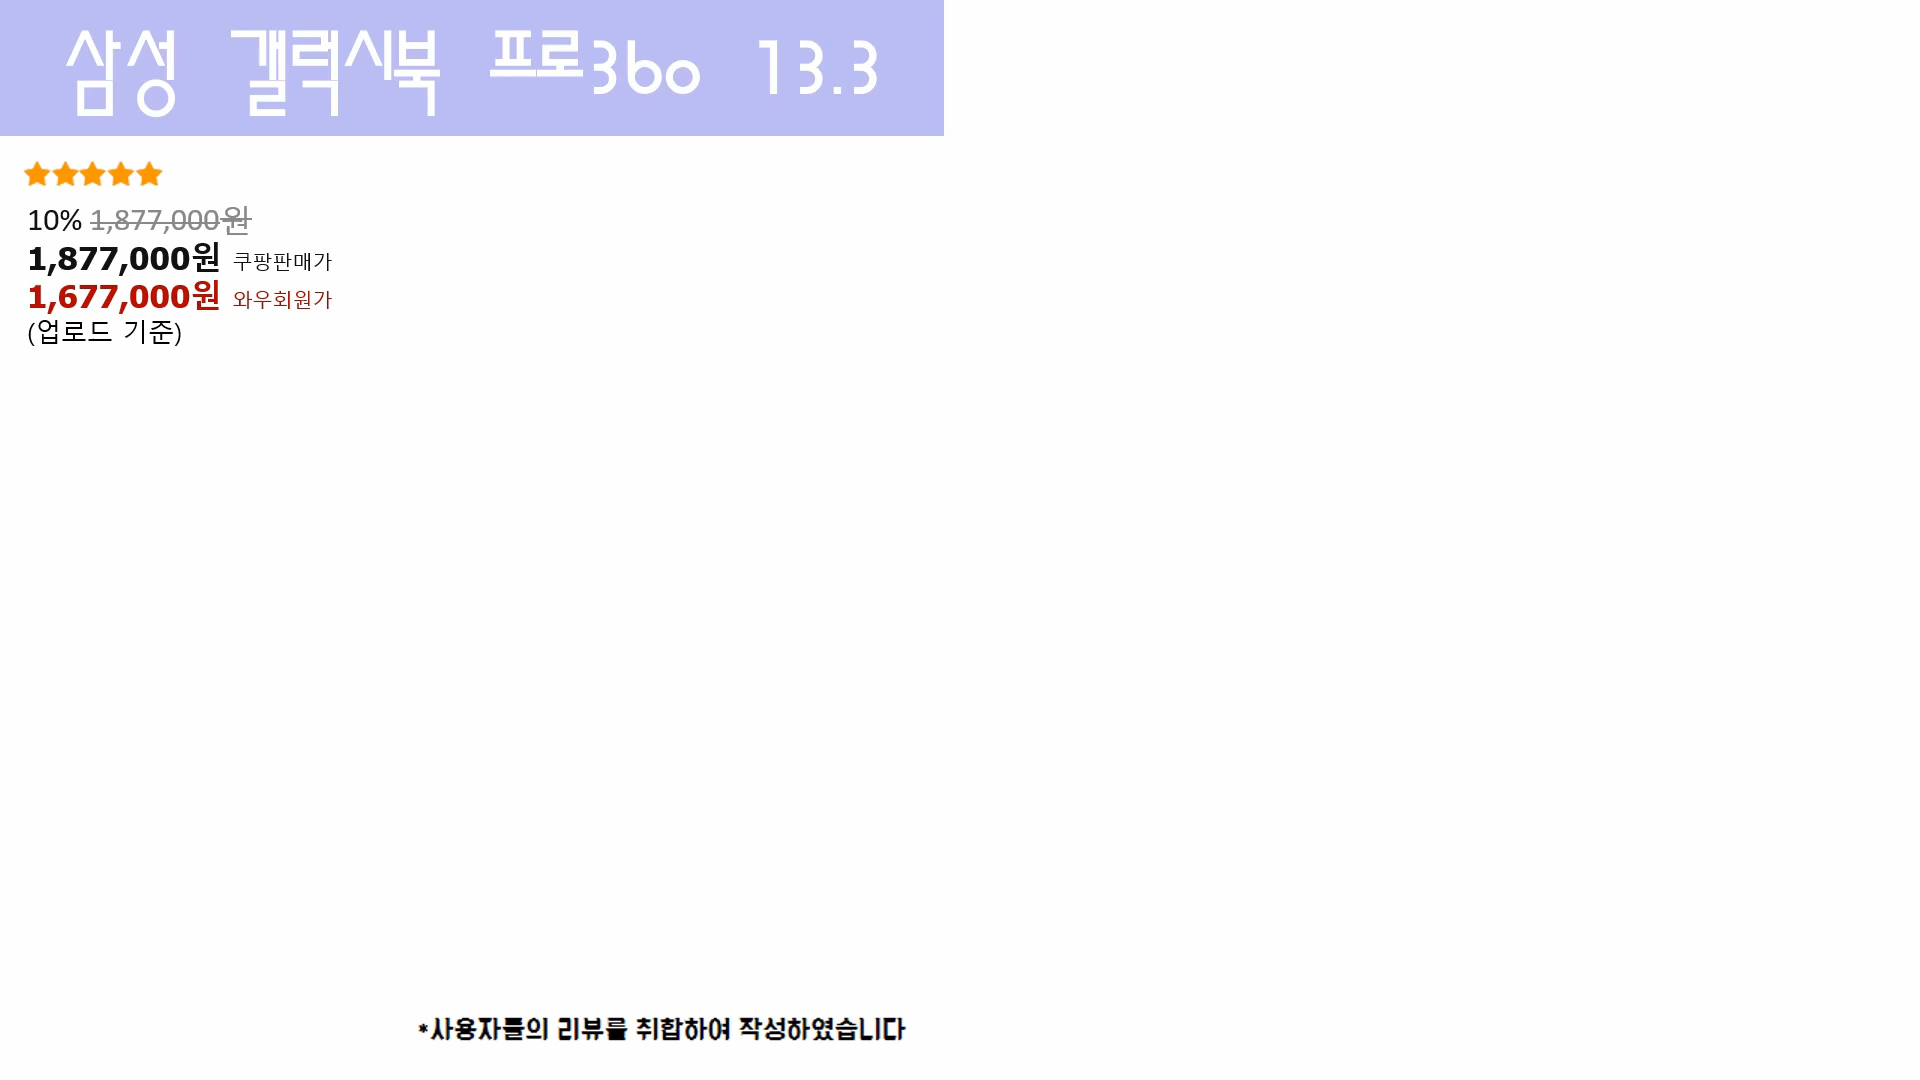 삼성 갤럭시북 프로360 13.3
10% 1,877,000원
1,877,000원 쿠팡판매가
1,677,000원 와우회원가
(업로드 기준)
*사용자들의 리뷰를 취합하여 작성하였습니다